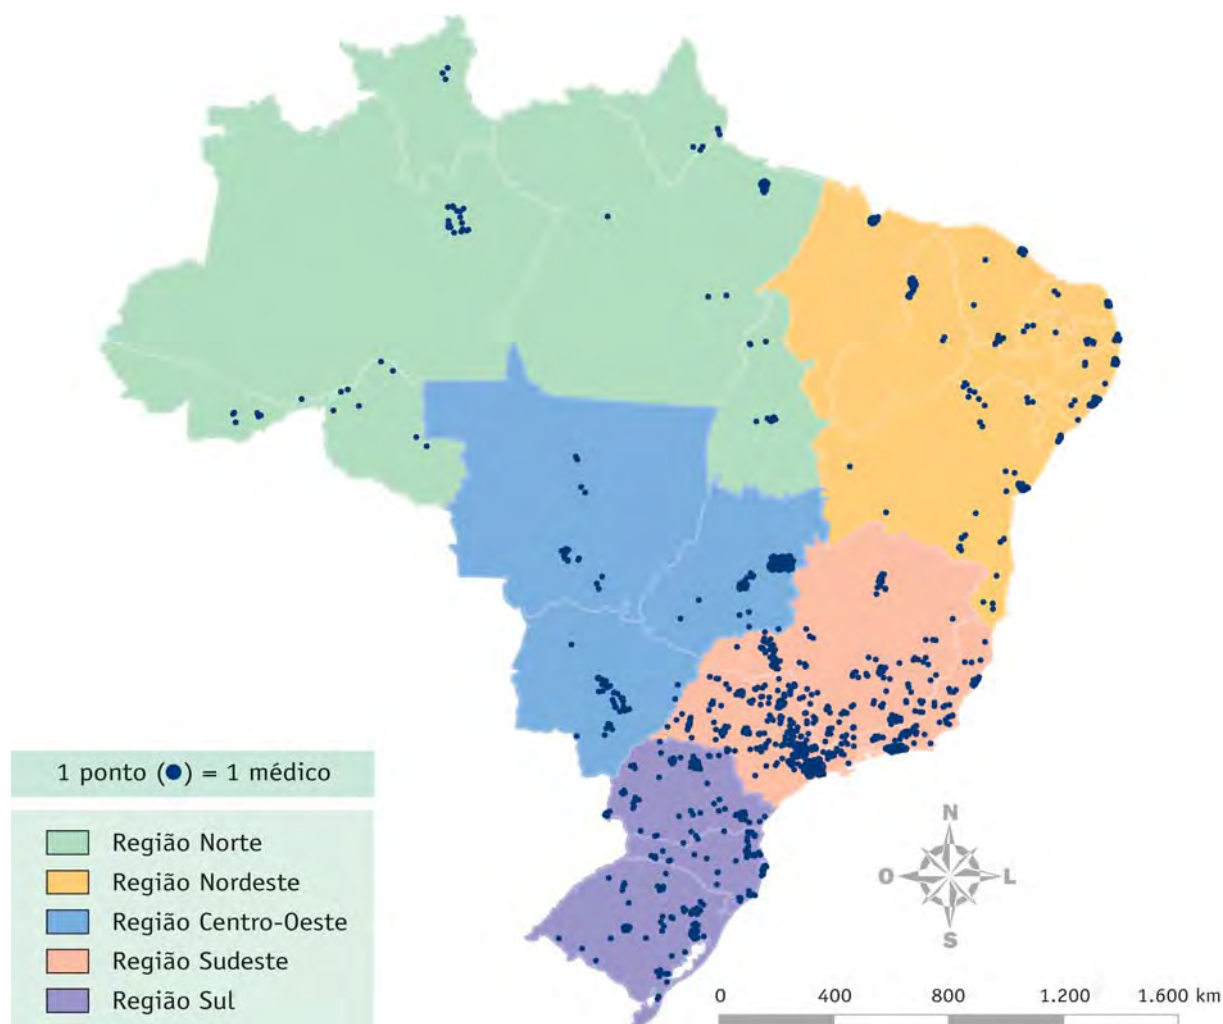 1 ponto (●) = 1 médico
Região Norte
Região Nordeste
Região Centro-Oeste
Região Sudeste
Região Sul
N
O L
S
0 400 800 1.200 1.600 km